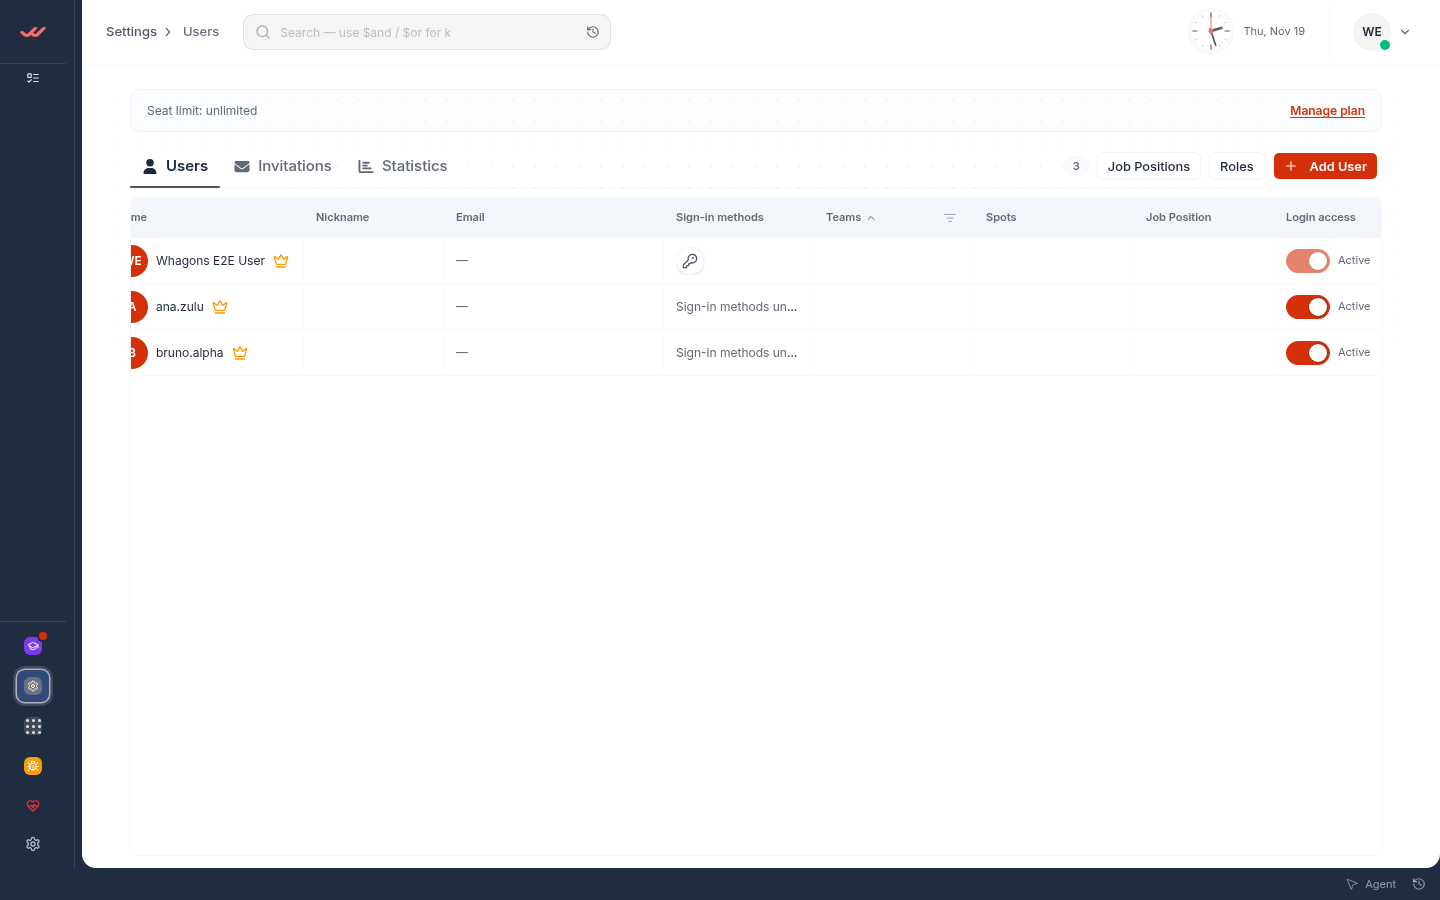 Settings > Users
Search — use $and / $or for k
Thu, Nov 19
WE
Seat limit: unlimited
Manage plan
Users
Invitations
Statistics
3
Job Positions
Roles
+ Add User
me
Nickname
Email
Sign-in methods
Teams
Spots
Job Position
Login access
E
Whagons E2E User
—
Active
A
ana.zulu
—
Sign-in methods un...
Active
B
bruno.alpha
—
Sign-in methods un...
Active
Agent